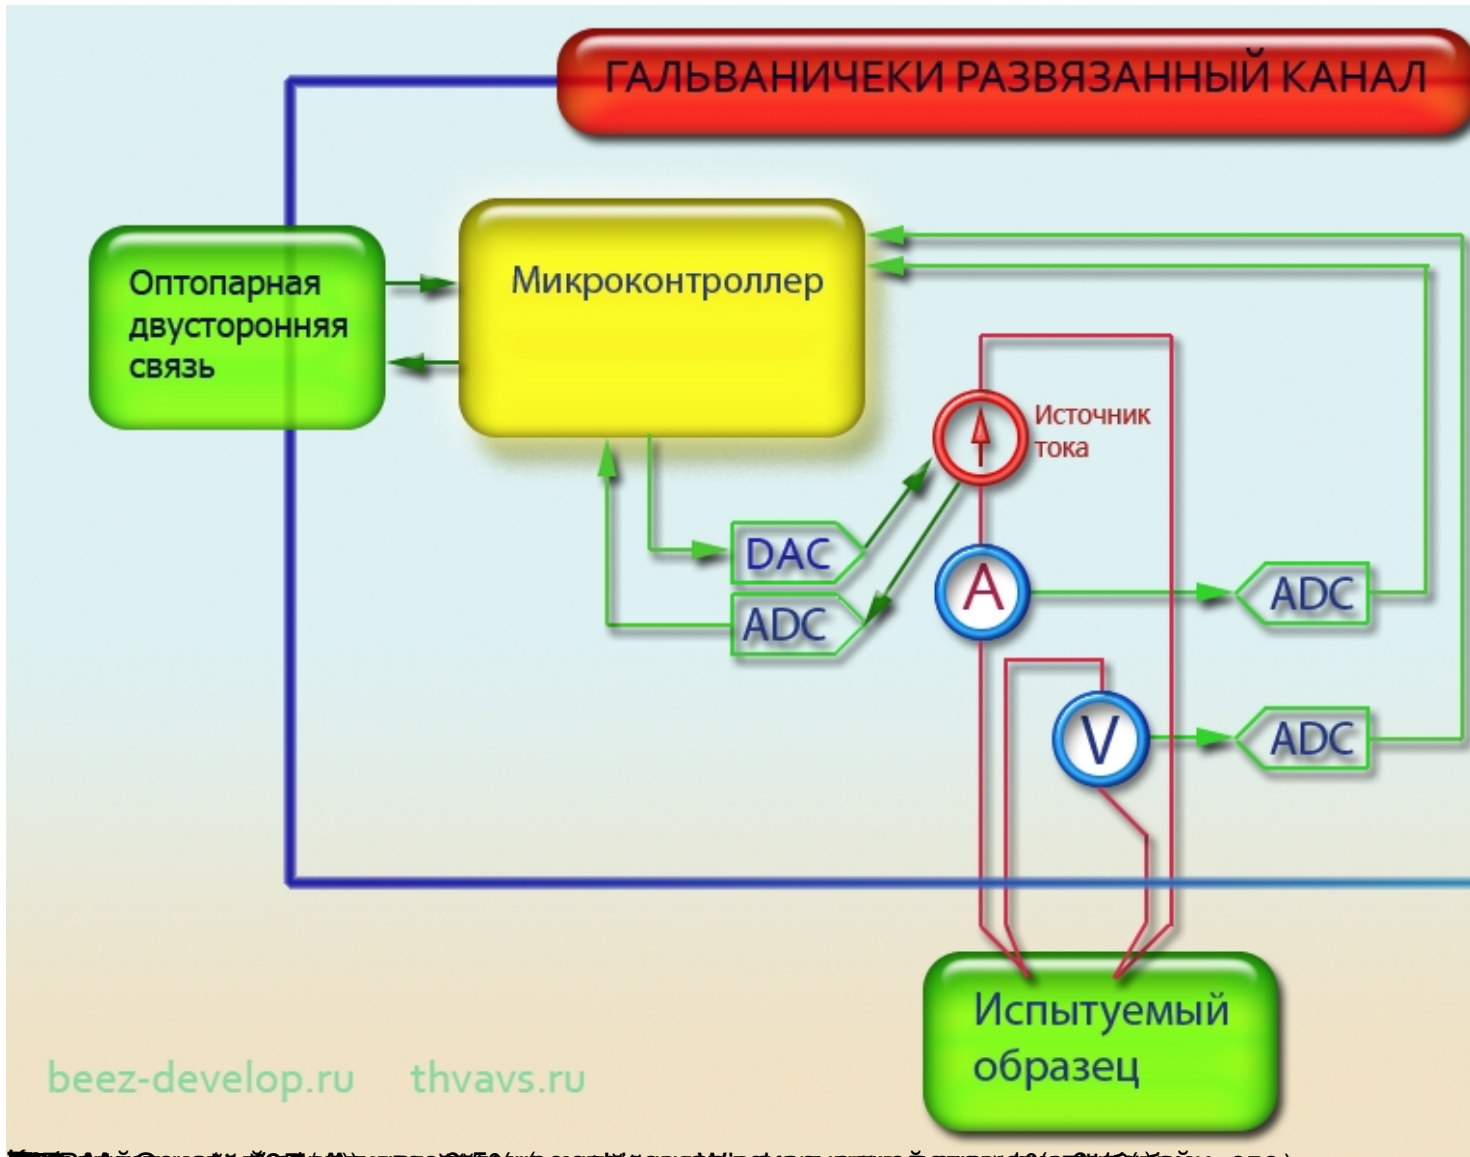 ГАЛЬВАНИЧЕКИ РАЗВЯЗАННЫЙ КАНАЛ
Оптопарная
двусторонняя
связь
Микроконтроллер
Источник
тока
DAC
ADC
A
ADC
V
ADC
Испытуемый
образец
beez-develop.ru thvavs.ru